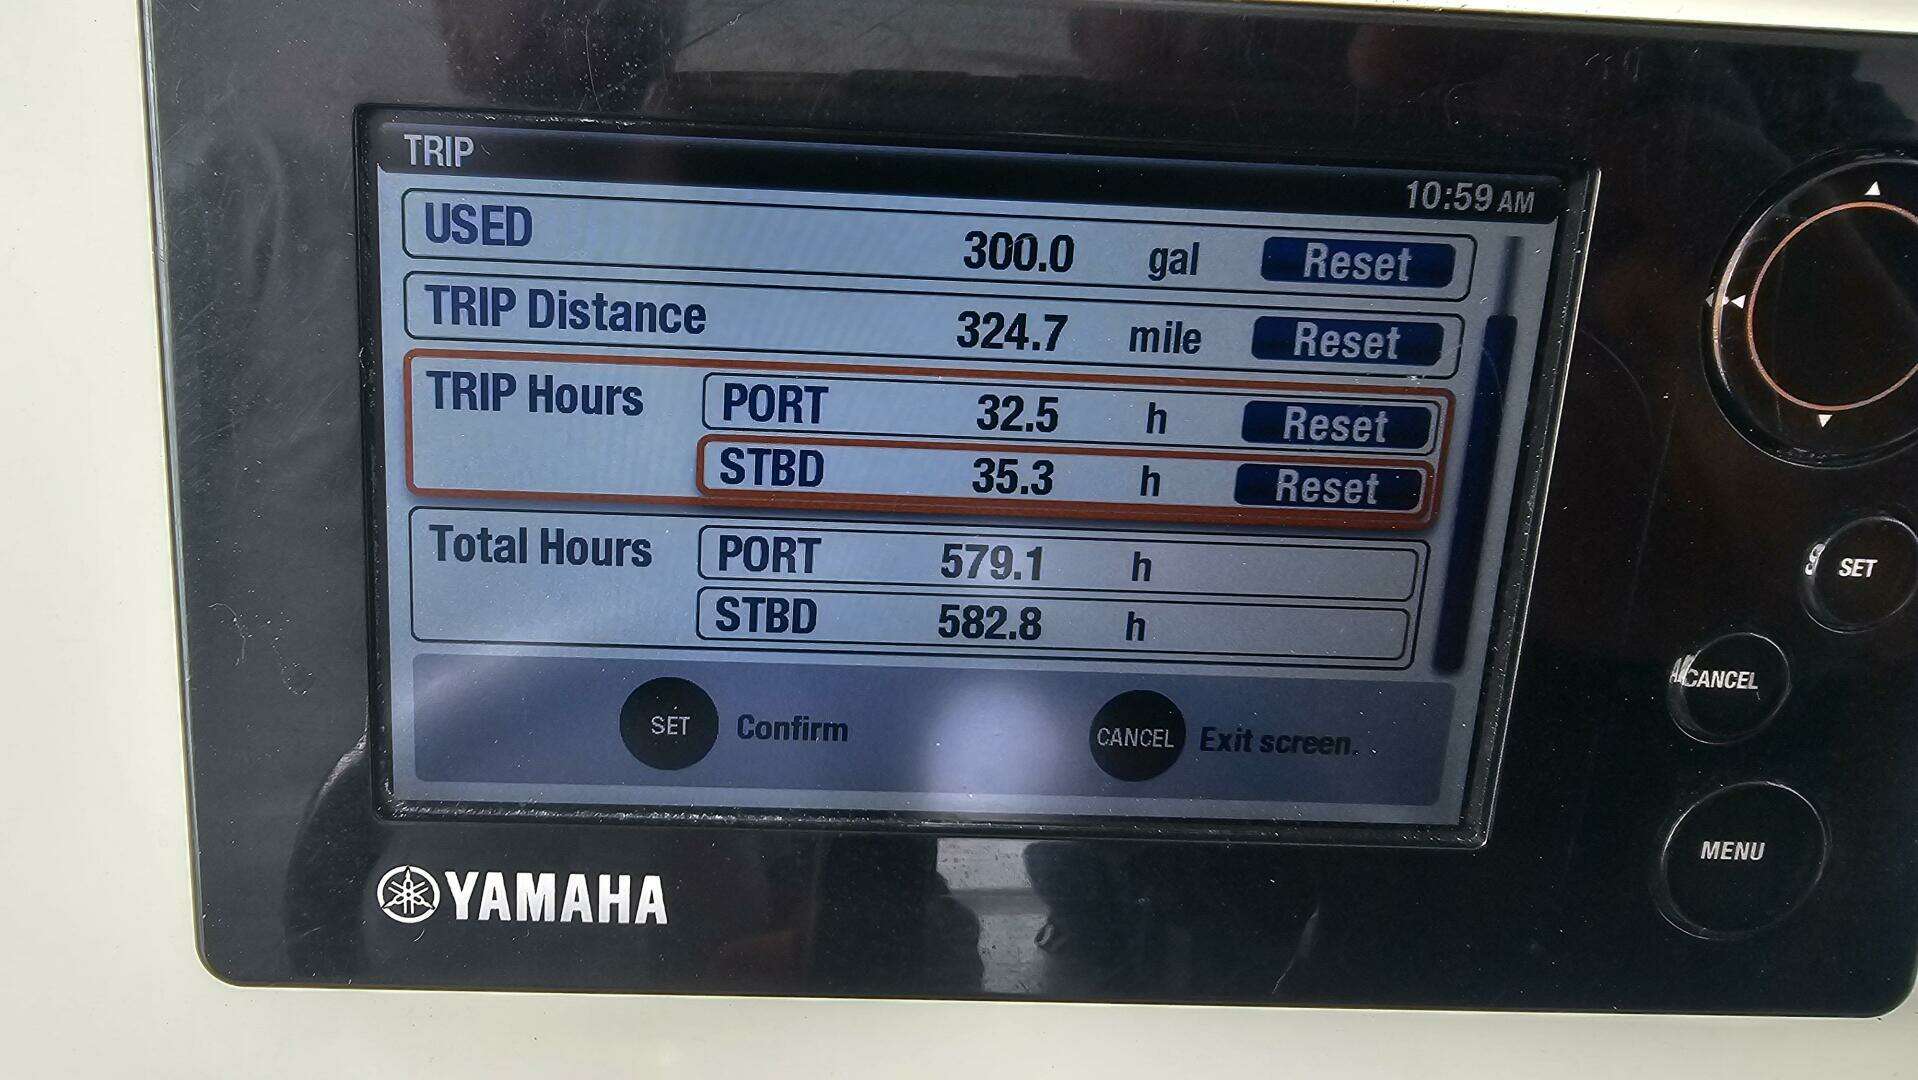 TRIP
10:59 AM
USED 300.0 gal Reset
TRIP Distance 324.7 mile Reset
TRIP Hours PORT 32.5 h Reset
STBD 35.3 h Reset
Total Hours PORT 579.1 h
STBD 582.8 h
SET Confirm CANCEL Exit screen.
YAMAHA
SET
CANCEL
MENU